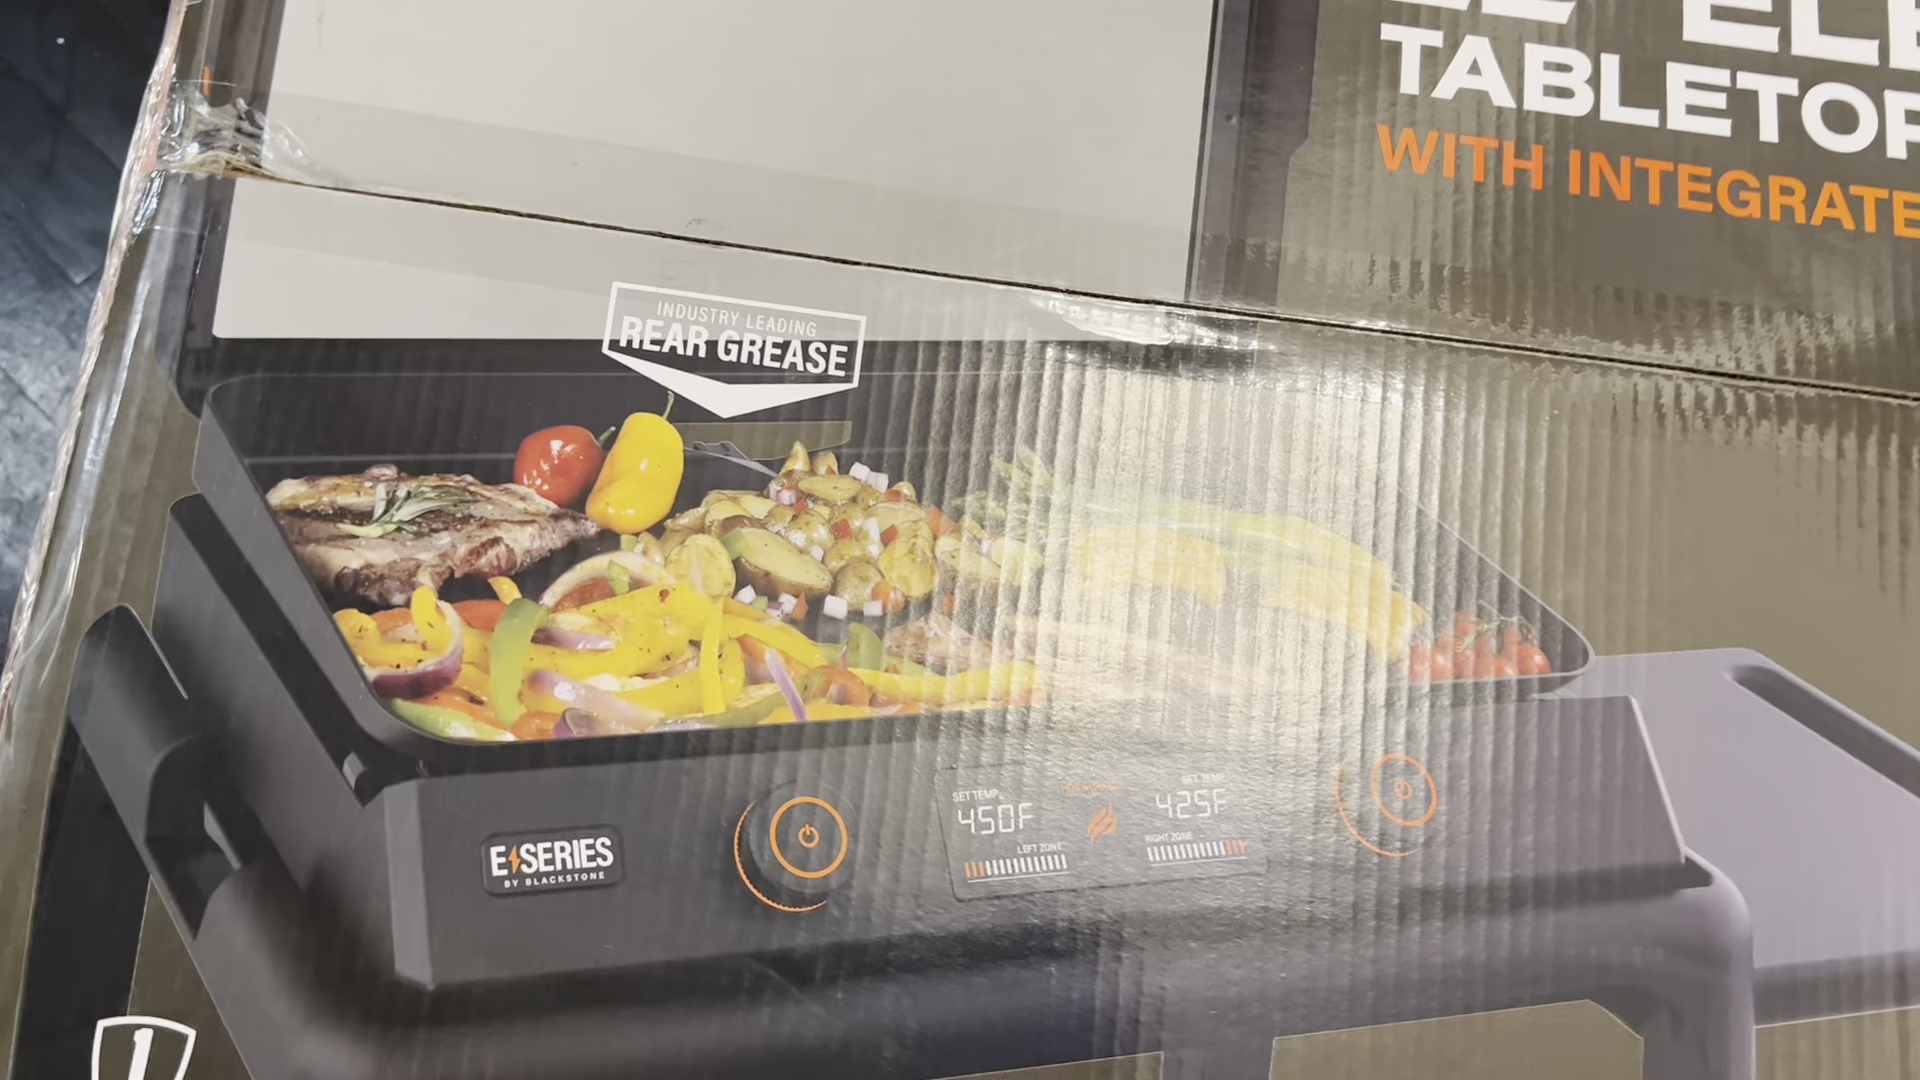 TABLETOP
WITH INTEGRATE
INDUSTRY LEADING
REAR GREASE
SET TEMP
450F
LEFT ZONE
SET TEMP
425F
RIGHT ZONE
E SERIES
BY BLACKSTONE